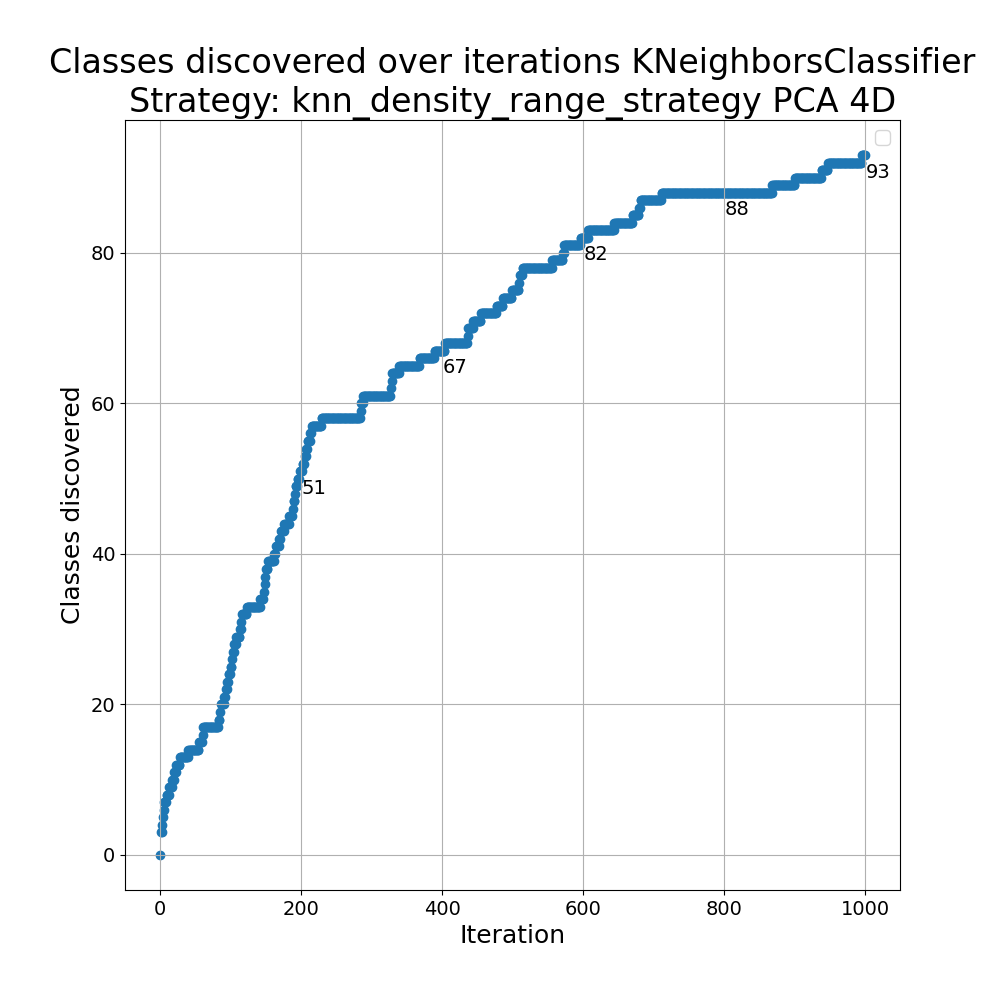 Classes discovered over iterations KNeighborsClassifier
Strategy: knn_density_range_strategy PCA 4D
93
88
80
82
67
60
Classes discovered
51
40
20
0
0 200 400 600 800 1000
Iteration